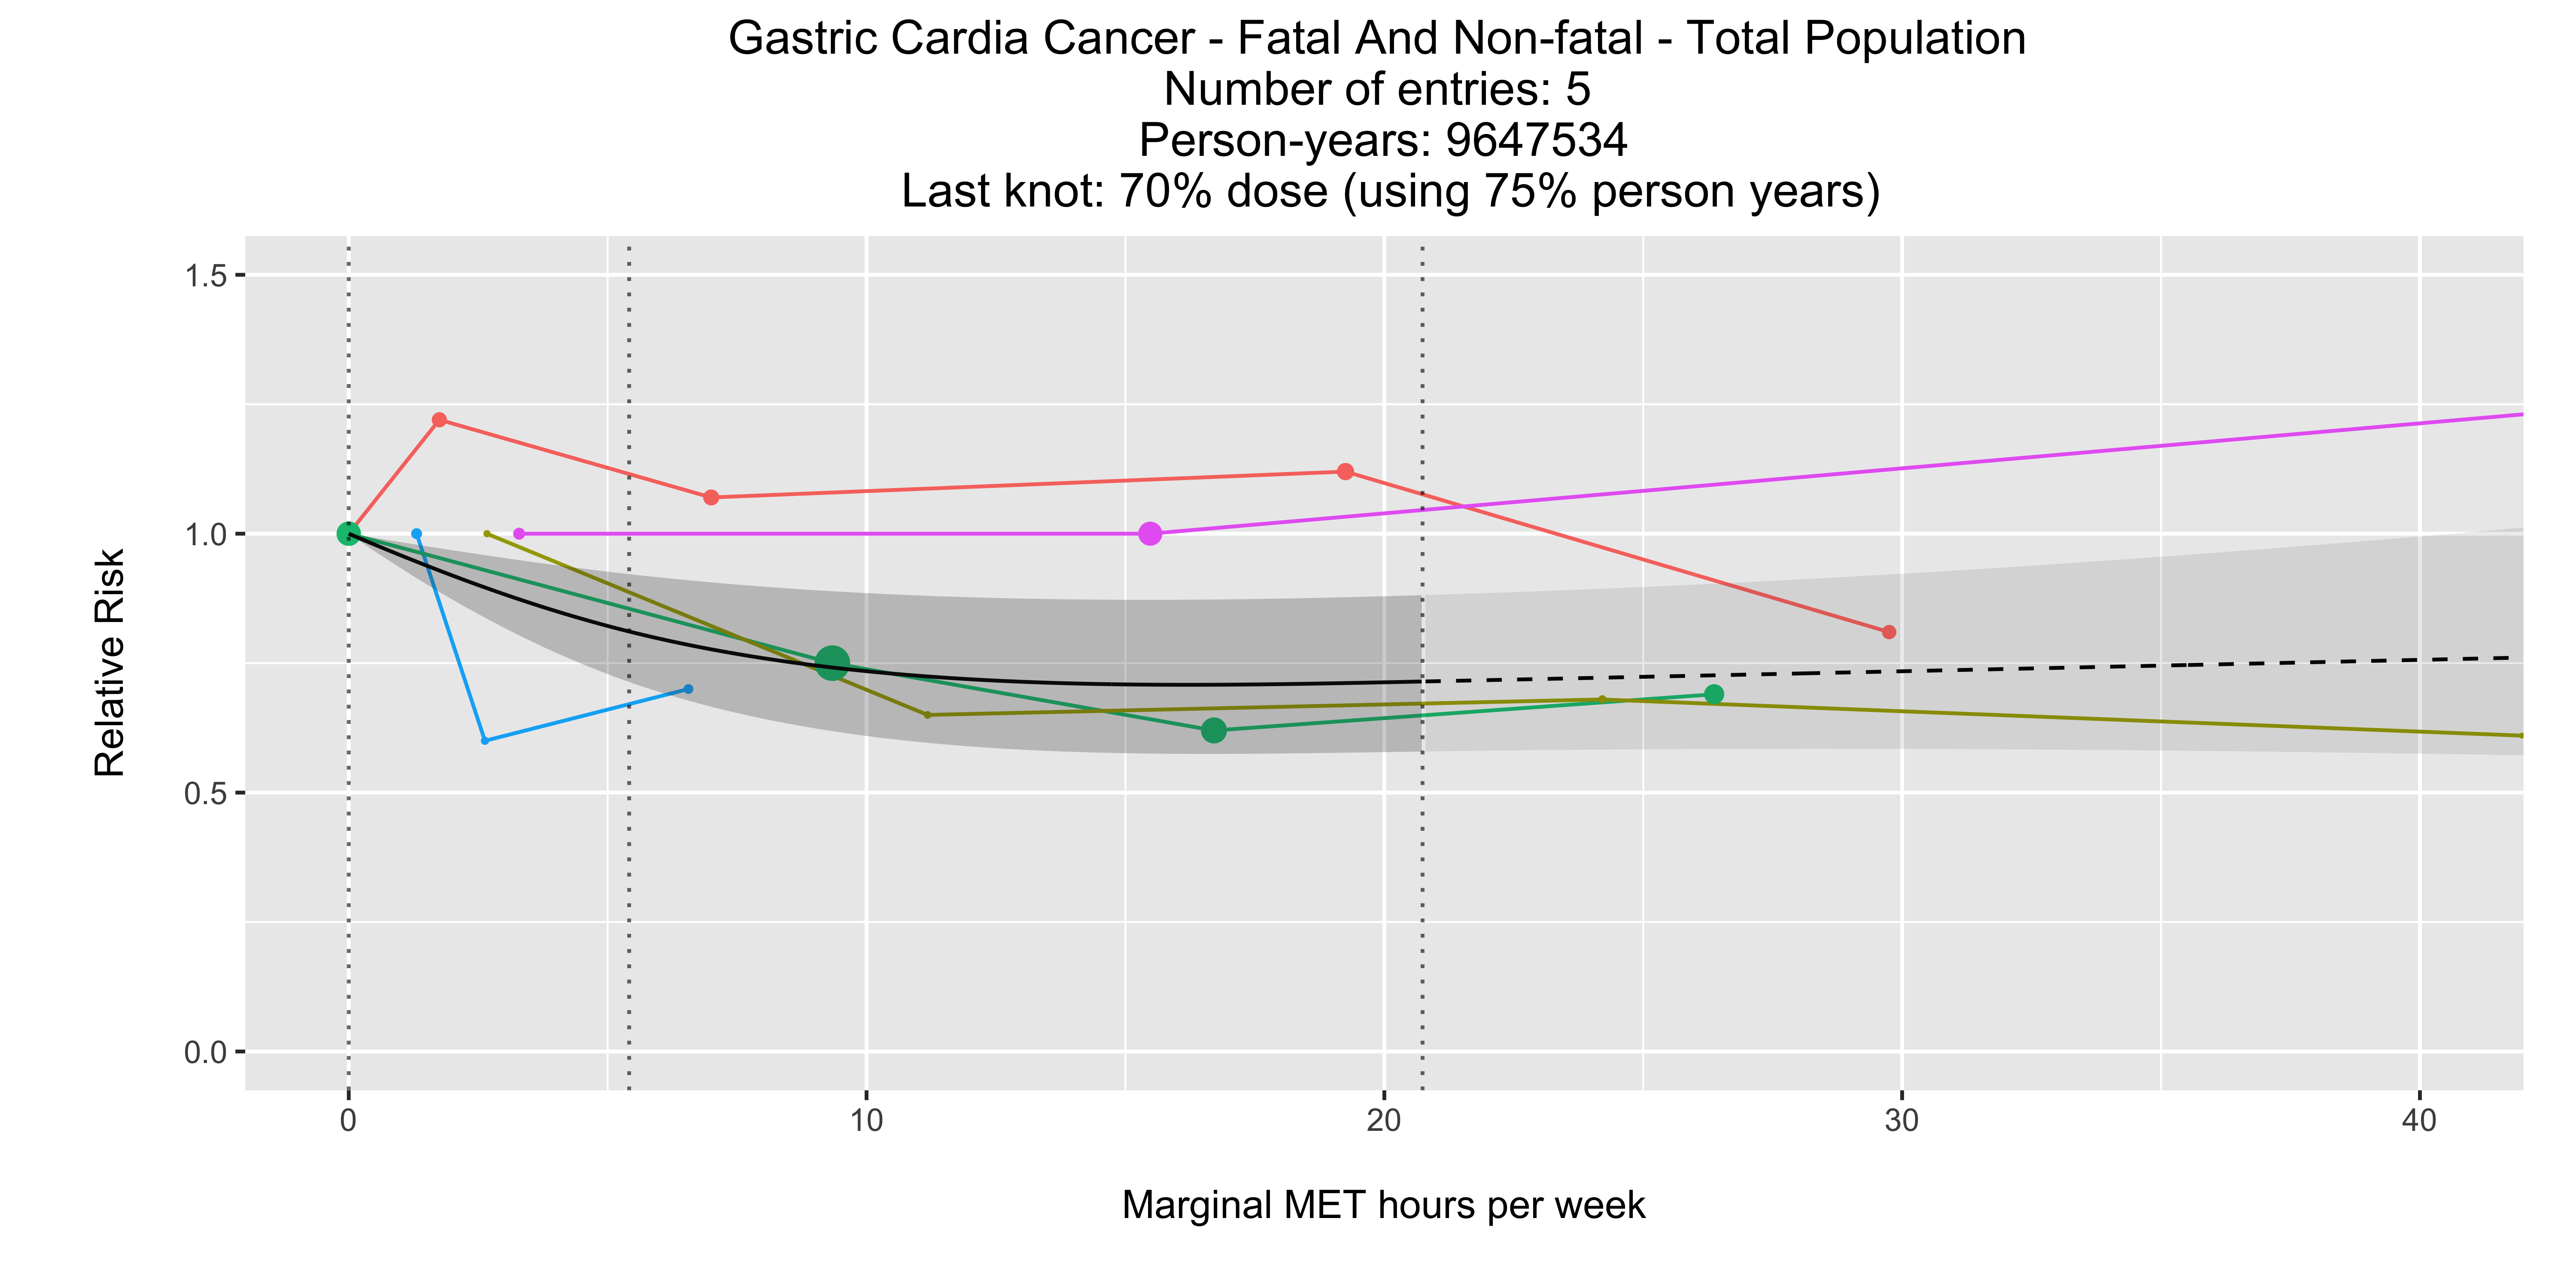 Gastric Cardia Cancer - Fatal And Non-fatal - Total Population
Number of entries: 5
Person-years: 9647534
Last knot: 70% dose (using 75% person years)
1.5
1.0
0.5
0.0
Relative Risk
0 10 20 30 40
Marginal MET hours per week